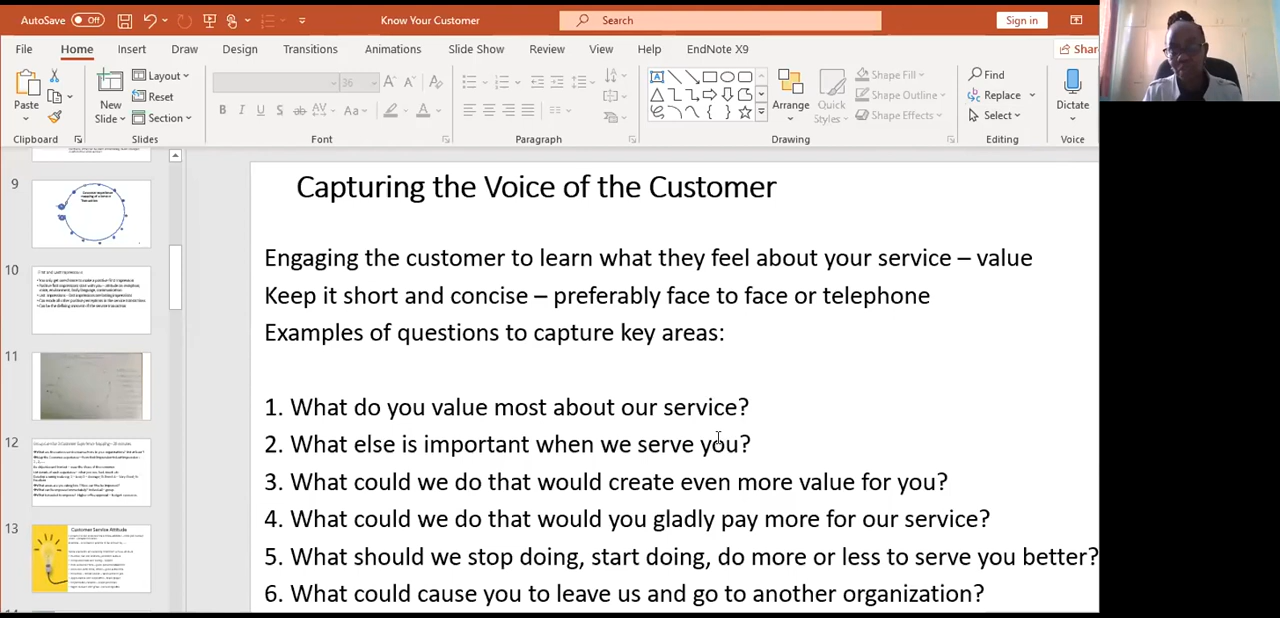 AutoSave Off Know Your Customer Search Sign in
File Home Insert Draw Design Transitions Animations Slide Show Review View Help EndNote X9 Shar
Paste New Slide Layout Reset Section 36 Arrange Quick Styles Shape Fill Shape Outline Shape Effects Find Replace Select Dictate
Clipboard Slides Font Paragraph Drawing Editing Voice
Capturing the Voice of the Customer
Engaging the customer to learn what they feel about your service – value
Keep it short and concise – preferably face to face or telephone
Examples of questions to capture key areas:
1. What do you value most about our service?
2. What else is important when we serve you?
3. What could we do that would create even more value for you?
4. What could we do that would you gladly pay more for our service?
5. What should we stop doing, start doing, do more or less to serve you better?
6. What could cause you to leave us and go to another organization?
9
10
11
12
13
Customer Service Attitude